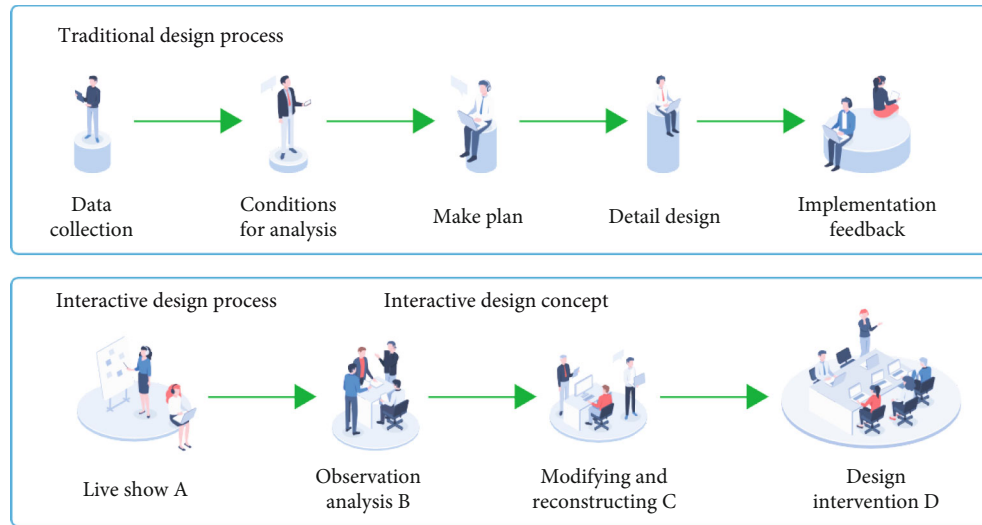 Traditional design process
Data
collection
Conditions
for analysis
Make plan
Detail design
Implementation
feedback
Interactive design process
Interactive design concept
Live show A
Observation
analysis B
Modifying and
reconstructing C
Design
intervention D